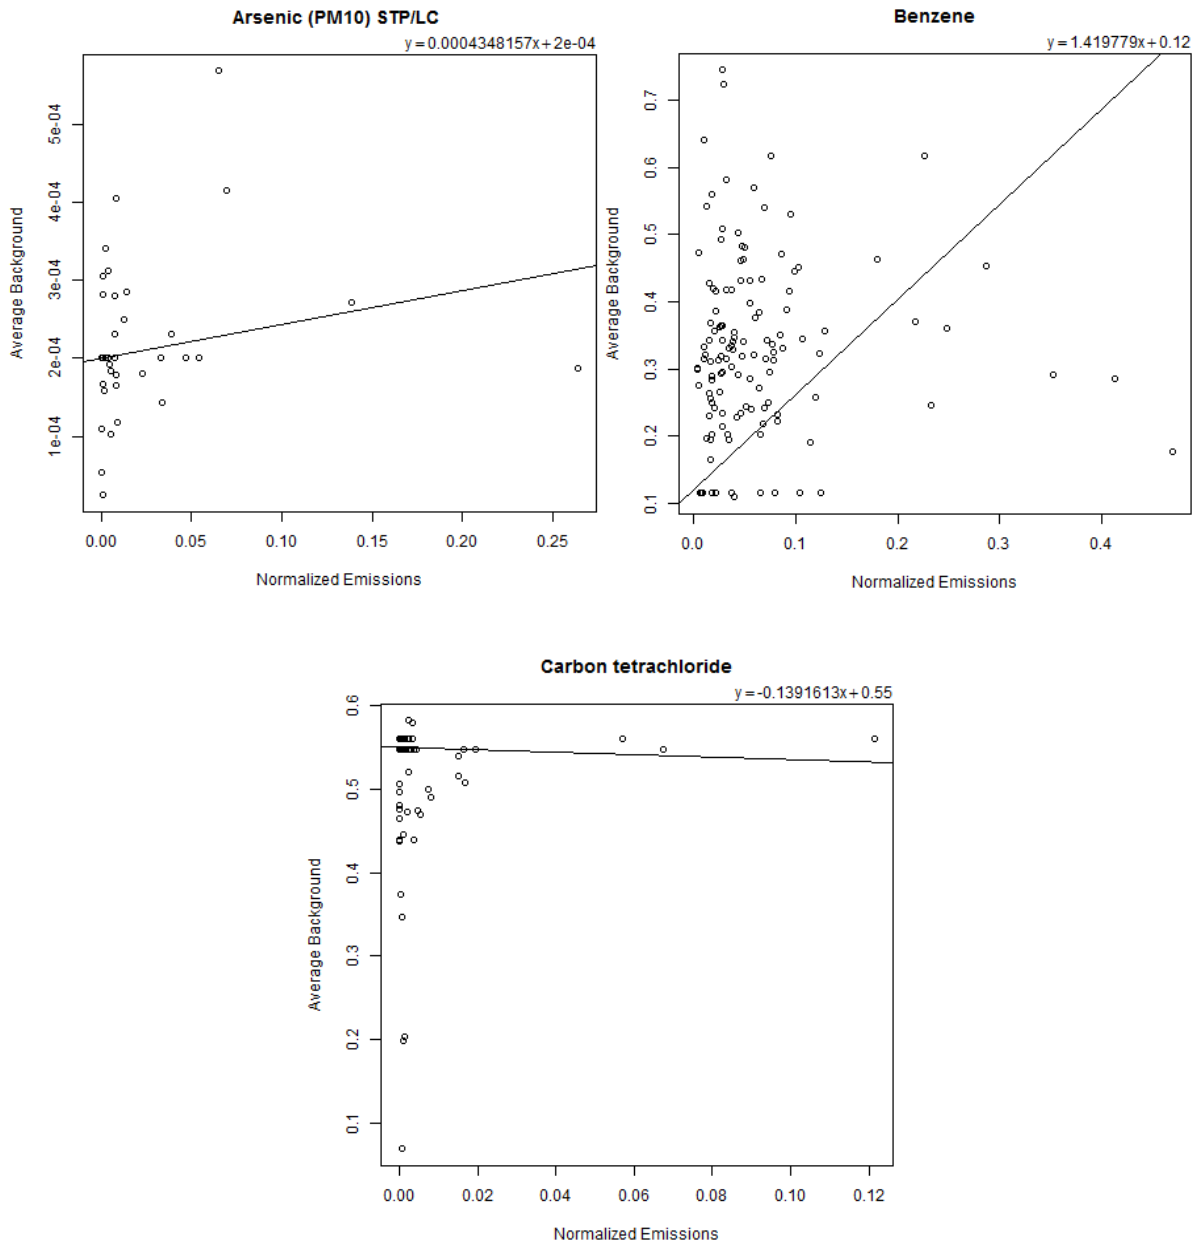 Arsenic (PM10) STP/LC
y=0.0004348157x+2e-04
5e-04
4e-04
3e-04
2e-04
1e-04
Average Background
0.00 0.05 0.10 0.15 0.20 0.25
Normalized Emissions
Benzene
y=1.419779x+0.12
0.7
0.6
0.5
0.4
0.3
0.2
0.1
Average Background
0.0 0.1 0.2 0.3 0.4
Normalized Emissions
Carbon tetrachloride
y=-0.1391613x+0.55
0.6
0.5
0.4
0.3
0.2
0.1
Average Background
0.00 0.02 0.04 0.06 0.08 0.10 0.12
Normalized Emissions